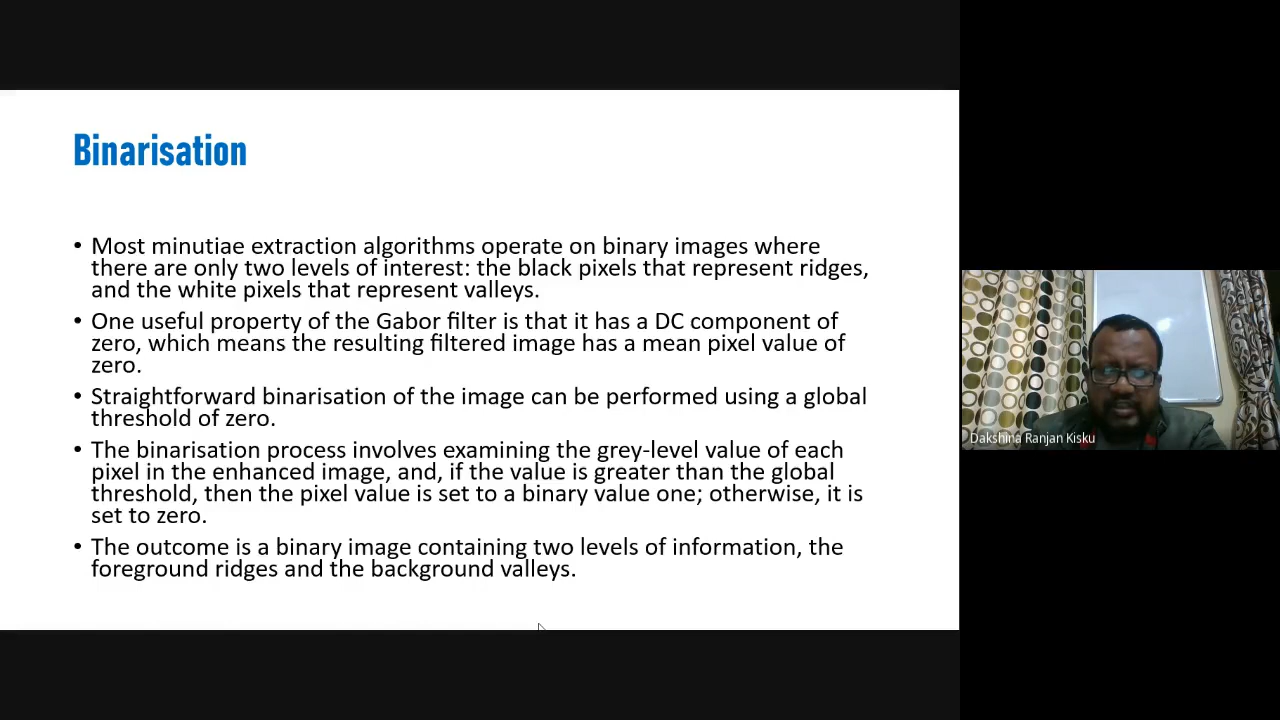 Binarisation
• Most minutiae extraction algorithms operate on binary images where
there are only two levels of interest: the black pixels that represent ridges,
and the white pixels that represent valleys.
• One useful property of the Gabor filter is that it has a DC component of
zero, which means the resulting filtered image has a mean pixel value of
zero.
• Straightforward binarisation of the image can be performed using a global
threshold of zero.
• The binarisation process involves examining the grey-level value of each
pixel in the enhanced image, and, if the value is greater than the global
threshold, then the pixel value is set to a binary value one; otherwise, it is
set to zero.
• The outcome is a binary image containing two levels of information, the
foreground ridges and the background valleys.
Dakshina Ranjan Kisku